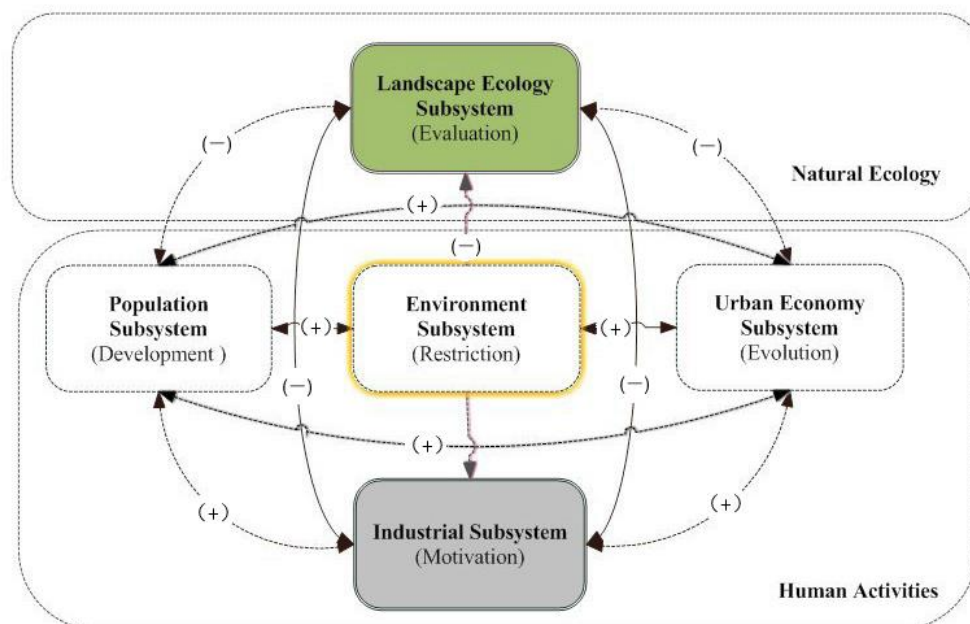 Landscape Ecology
Subsystem
(Evaluation)
(−)
(−)
Natural Ecology
(+)
(−)
Population
Subsystem
(Development )
(+)
Environment
Subsystem
(Restriction)
(+)
Urban Economy
Subsystem
(Evolution)
(−)
(−)
(+)
(+)
(+)
Industrial Subsystem
(Motivation)
Human Activities